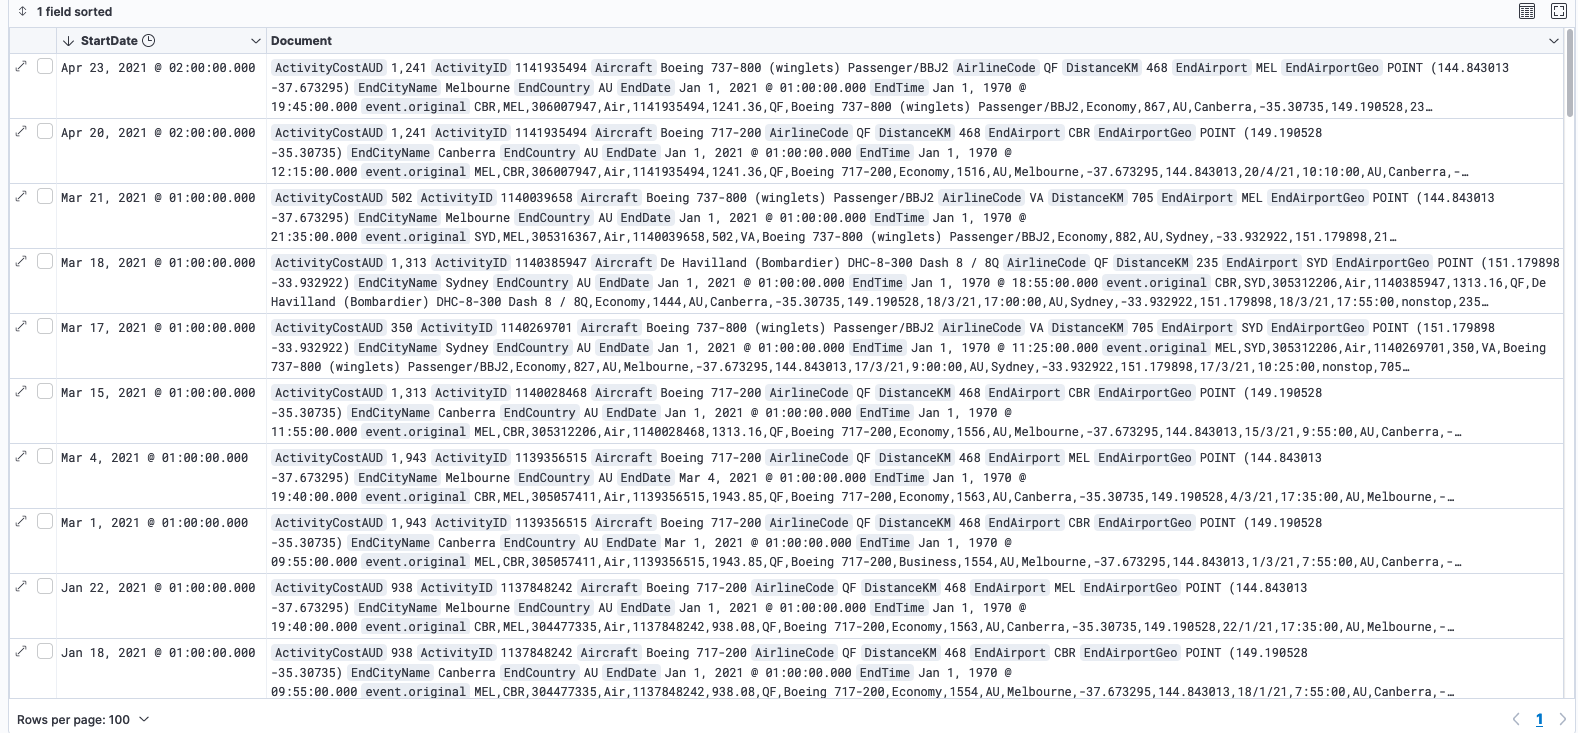 1 field sorted
StartDate Document
Apr 23, 2021 @ 02:00:00.000 ActivityCostAUD 1,241 ActivityID 1141935494 Aircraft Boeing 737-800 (winglets) Passenger/BBJ2 AirlineCode QF DistanceKM 468 EndAirport MEL EndAirportGeo POINT (144.843013
-37.673295) EndCityName Melbourne EndCountry AU EndDate Jan 1, 2021 @ 01:00:00.000 EndTime Jan 1, 1970 @
19:45:00.000 event.original CBR,MEL,306007947,Air,1141935494,1241.36,QF,Boeing 737-800 (winglets) Passenger/BBJ2,Economy,867,AU,Canberra,-35.30735,149.190528,23…
Apr 20, 2021 @ 02:00:00.000 ActivityCostAUD 1,241 ActivityID 1141935494 Aircraft Boeing 717-200 AirlineCode QF DistanceKM 468 EndAirport CBR EndAirportGeo POINT (149.190528
-35.30735) EndCityName Canberra EndCountry AU EndDate Jan 1, 2021 @ 01:00:00.000 EndTime Jan 1, 1970 @
12:15:00.000 event.original MEL,CBR,306007947,Air,1141935494,1241.36,QF,Boeing 717-200,Economy,1516,AU,Melbourne,-37.673295,144.843013,20/4/21,10:10:00,AU,Canberra,-…
Mar 21, 2021 @ 01:00:00.000 ActivityCostAUD 502 ActivityID 1140039658 Aircraft Boeing 737-800 (winglets) Passenger/BBJ2 AirlineCode VA DistanceKM 705 EndAirport MEL EndAirportGeo POINT (144.843013
-37.673295) EndCityName Melbourne EndCountry AU EndDate Jan 1, 2021 @ 01:00:00.000 EndTime Jan 1, 1970 @
21:35:00.000 event.original SYD,MEL,305316367,Air,1140039658,502,VA,Boeing 737-800 (winglets) Passenger/BBJ2,Economy,882,AU,Sydney,-33.932922,151.179898,21…
Mar 18, 2021 @ 01:00:00.000 ActivityCostAUD 1,313 ActivityID 1140385947 Aircraft De Havilland (Bombardier) DHC-8-300 Dash 8 / 8Q AirlineCode QF DistanceKM 235 EndAirport SYD EndAirportGeo POINT (151.179898
-33.932922) EndCityName Sydney EndCountry AU EndDate Jan 1, 2021 @ 01:00:00.000 EndTime Jan 1, 1970 @ 18:55:00.000 event.original CBR,SYD,305312206,Air,1140385947,1313.16,QF,De
Havilland (Bombardier) DHC-8-300 Dash 8 / 8Q,Economy,1444,AU,Canberra,-35.30735,149.190528,18/3/21,17:00:00,AU,Sydney,-33.932922,151.179898,18/3/21,17:55:00,nonstop,235…
Mar 17, 2021 @ 01:00:00.000 ActivityCostAUD 350 ActivityID 1140269701 Aircraft Boeing 737-800 (winglets) Passenger/BBJ2 AirlineCode VA DistanceKM 705 EndAirport SYD EndAirportGeo POINT (151.179898
-33.932922) EndCityName Sydney EndCountry AU EndDate Jan 1, 2021 @ 01:00:00.000 EndTime Jan 1, 1970 @ 11:25:00.000 event.original MEL,SYD,305312206,Air,1140269701,350,VA,Boeing
737-800 (winglets) Passenger/BBJ2,Economy,827,AU,Melbourne,-37.673295,144.843013,17/3/21,9:00:00,AU,Sydney,-33.932922,151.179898,17/3/21,10:25:00,nonstop,705…
Mar 15, 2021 @ 01:00:00.000 ActivityCostAUD 1,313 ActivityID 1140028468 Aircraft Boeing 717-200 AirlineCode QF DistanceKM 468 EndAirport CBR EndAirportGeo POINT (149.190528
-35.30735) EndCityName Canberra EndCountry AU EndDate Jan 1, 2021 @ 01:00:00.000 EndTime Jan 1, 1970 @
11:55:00.000 event.original MEL,CBR,305312206,Air,1140028468,1313.16,QF,Boeing 717-200,Economy,1556,AU,Melbourne,-37.673295,144.843013,15/3/21,9:55:00,AU,Canberra,-…
Mar 4, 2021 @ 01:00:00.000 ActivityCostAUD 1,943 ActivityID 1139356515 Aircraft Boeing 717-200 AirlineCode QF DistanceKM 468 EndAirport MEL EndAirportGeo POINT (144.843013
-37.673295) EndCityName Melbourne EndCountry AU EndDate Mar 4, 2021 @ 01:00:00.000 EndTime Jan 1, 1970 @
19:40:00.000 event.original CBR,MEL,305057411,Air,1139356515,1943.85,QF,Boeing 717-200,Economy,1563,AU,Canberra,-35.30735,149.190528,4/3/21,17:35:00,AU,Melbourne,-…
Mar 1, 2021 @ 01:00:00.000 ActivityCostAUD 1,943 ActivityID 1139356515 Aircraft Boeing 717-200 AirlineCode QF DistanceKM 468 EndAirport CBR EndAirportGeo POINT (149.190528
-35.30735) EndCityName Canberra EndCountry AU EndDate Mar 1, 2021 @ 01:00:00.000 EndTime Jan 1, 1970 @
09:55:00.000 event.original MEL,CBR,305057411,Air,1139356515,1943.85,QF,Boeing 717-200,Business,1554,AU,Melbourne,-37.673295,144.843013,1/3/21,7:55:00,AU,Canberra,-…
Jan 22, 2021 @ 01:00:00.000 ActivityCostAUD 938 ActivityID 1137848242 Aircraft Boeing 717-200 AirlineCode QF DistanceKM 468 EndAirport MEL EndAirportGeo POINT (144.843013
-37.673295) EndCityName Melbourne EndCountry AU EndDate Jan 1, 2021 @ 01:00:00.000 EndTime Jan 1, 1970 @
19:40:00.000 event.original CBR,MEL,304477335,Air,1137848242,938.08,QF,Boeing 717-200,Economy,1563,AU,Canberra,-35.30735,149.190528,22/1/21,17:35:00,AU,Melbourne,-…
Jan 18, 2021 @ 01:00:00.000 ActivityCostAUD 938 ActivityID 1137848242 Aircraft Boeing 717-200 AirlineCode QF DistanceKM 468 EndAirport CBR EndAirportGeo POINT (149.190528
-35.30735) EndCityName Canberra EndCountry AU EndDate Jan 1, 2021 @ 01:00:00.000 EndTime Jan 1, 1970 @
09:55:00.000 event.original MEL,CBR,304477335,Air,1137848242,938.08,QF,Boeing 717-200,Economy,1554,AU,Melbourne,-37.673295,144.843013,18/1/21,7:55:00,AU,Canberra,-…
Rows per page: 100 1